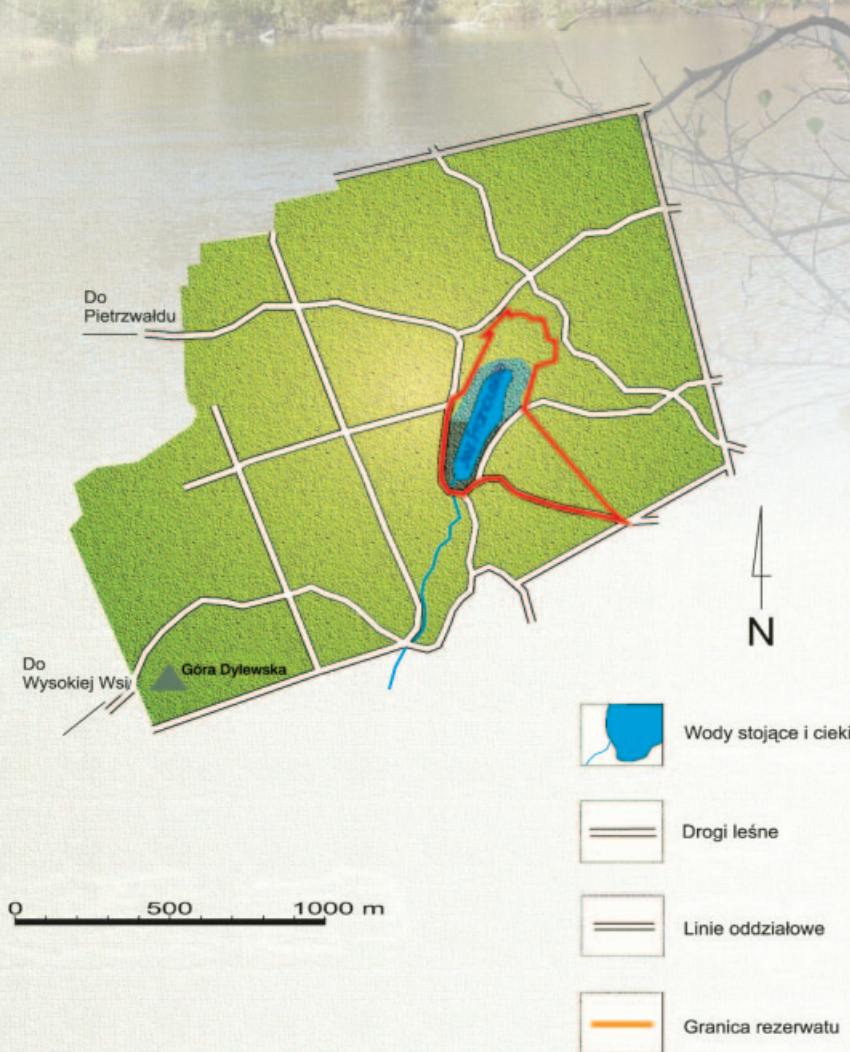 Do
Pietrzwałdu
Do
Wysokiej Wsi
Góra Dylewska
N
Wody stojące i cieki
Drogi leśne
0 500 1000 m
Linie oddziałowe
Granica rezerwatu